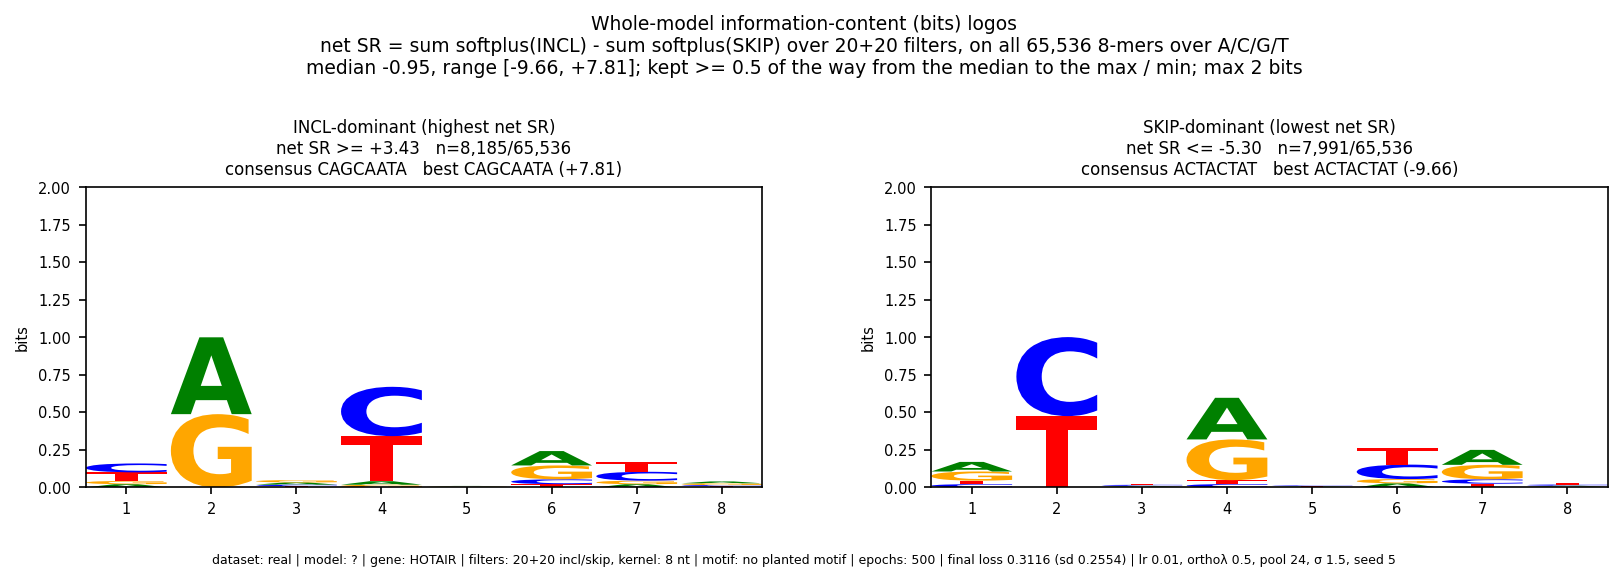 Whole-model information-content (bits) logos
net SR = sum softplus(INCL) - sum softplus(SKIP) over 20+20 filters, on all 65,536 8-mers over A/C/G/T
median -0.95, range [-9.66, +7.81]; kept >= 0.5 of the way from the median to the max / min; max 2 bits
INCL-dominant (highest net SR)
net SR >= +3.43 n=8,185/65,536
consensus CAGCAATA best CAGCAATA (+7.81)
2.00
1.75
1.50
1.25
1.00
0.75
0.50
0.25
0.00
bits
1 2 3 4 5 6 7 8
SKIP-dominant (lowest net SR)
net SR <= -5.30 n=7,991/65,536
consensus ACTACTAT best ACTACTAT (-9.66)
2.00
1.75
1.50
1.25
1.00
0.75
0.50
0.25
0.00
bits
1 2 3 4 5 6 7 8
dataset: real | model: ? | gene: HOTAIR | filters: 20+20 incl/skip, kernel: 8 nt | motif: no planted motif | epochs: 500 | final loss 0.3116 (sd 0.2554) | lr 0.01, orthoλ 0.5, pool 24, σ 1.5, seed 5